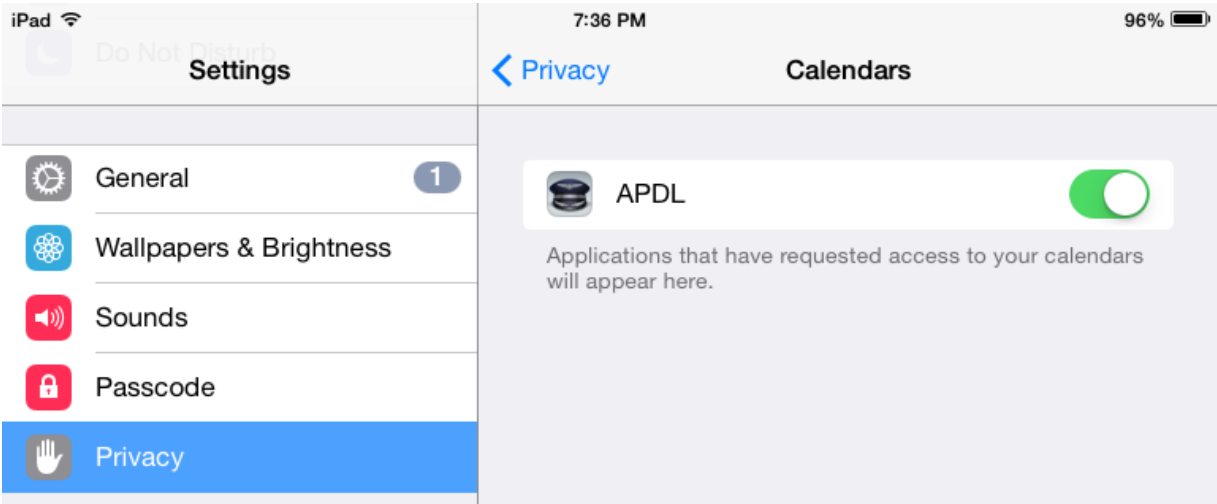 iPad 7:36 PM 96%
Do Not Disturb
Settings
Privacy Calendars
General 1
Wallpapers & Brightness
Sounds
Passcode
Privacy
APDL
Applications that have requested access to your calendars
will appear here.